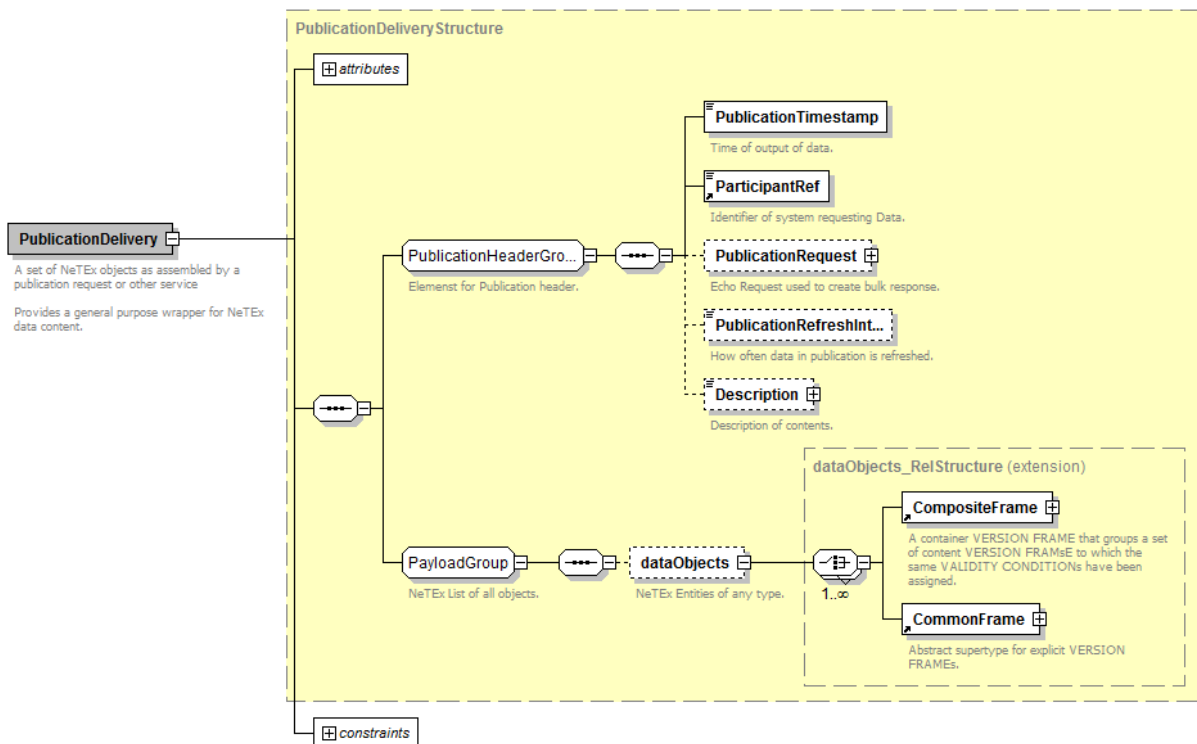 PublicationDeliveryStructure
attributes
PublicationTimestamp
Time of output of data.
ParticipantRef
Identifier of system requesting Data.
PublicationDelivery
A set of NeTEx objects as assembled by a
publication request or other service
Provides a general purpose wrapper for NeTEx
data content.
PublicationHeaderGro...
Elemenst for Publication header.
PublicationRequest
Echo Request used to create bulk response.
PublicationRefreshInt...
How often data in publication is refreshed.
Description
Description of contents.
dataObjects_RelStructure (extension)
CompositeFrame
A container VERSION FRAME that groups a set
of content VERSION FRAMsE to which the
same VALIDITY CONDITIONs have been
assigned.
PayloadGroup
NeTEx List of all objects.
dataObjects
NeTEx Entities of any type.
1..∞
CommonFrame
Abstract supertype for explicit VERSION
FRAMEs.
constraints